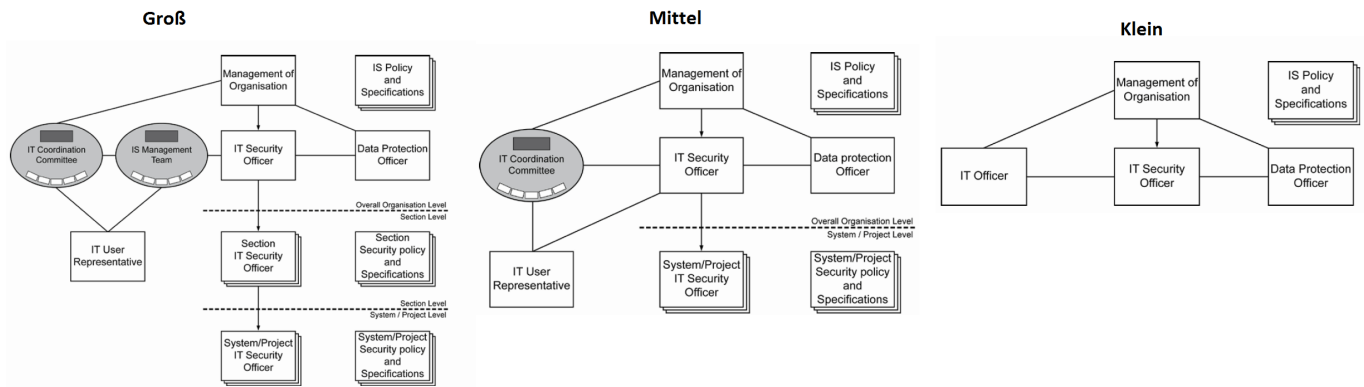 Groß
Management of
Organisation
IS Policy
and
Specifications
IT Coordination
Committee
IS Management
Team
IT Security
Officer
Data Protection
Officer
Overall Organisation Level
Section Level
IT User
Representative
Section
IT Security
Officer
Section
Security policy
and
Specifications
Section Level
System / Project Level
System/Project
IT Security
Officer
System/Project
Security policy
and
Specifications
Mittel
Management of
Organisation
IS Policy
and
Specifications
IT Coordination
Committee
IT Security
Officer
Data protection
Officer
Overall Organisation Level
System / Project Level
IT User
Representative
System/Project
IT Security
Officer
System/Project
Security policy
and
Specifications
Klein
Management of
Organisation
IS Policy
and
Specifications
IT Officer
IT Security
Officer
Data Protection
Officer